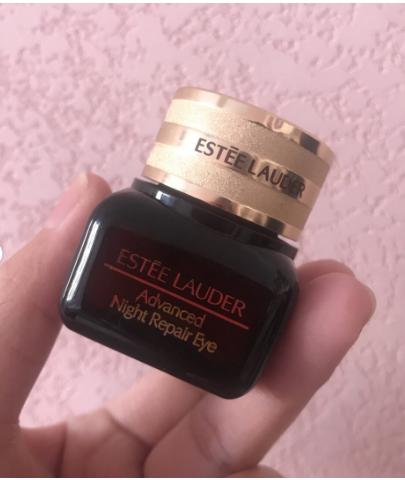 ESTĒE LAUDER
ESTĒE LAUDER
Advanced
Night Repair Eye